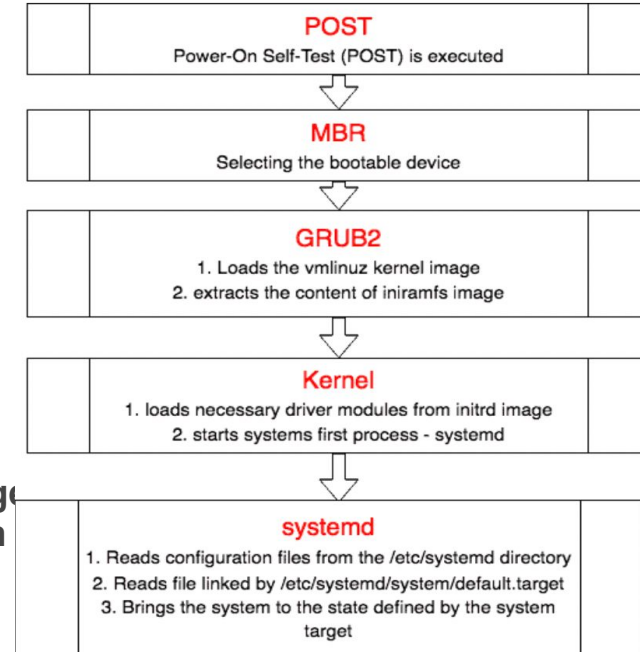 POST
Power-On Self-Test (POST) is executed
MBR
Selecting the bootable device
GRUB2
1. Loads the vmlinuz kernel image
2. extracts the content of iniramfs image
Kernel
1. loads necessary driver modules from initrd image
2. starts systems first process - systemd
systemd
1. Reads configuration files from the /etc/systemd directory
2. Reads file linked by /etc/systemd/system/default.target
3. Brings the system to the state defined by the system
target